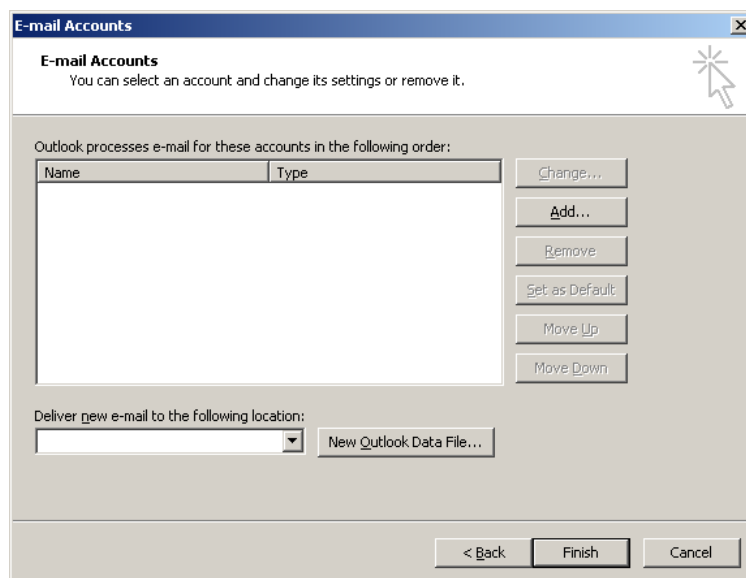 E-mail Accounts
E-mail Accounts
You can select an account and change its settings or remove it.
Outlook processes e-mail for these accounts in the following order:
Name Type
Change...
Add...
Remove
Set as Default
Move Up
Move Down
Deliver new e-mail to the following location:
New Outlook Data File...
< Back Finish Cancel